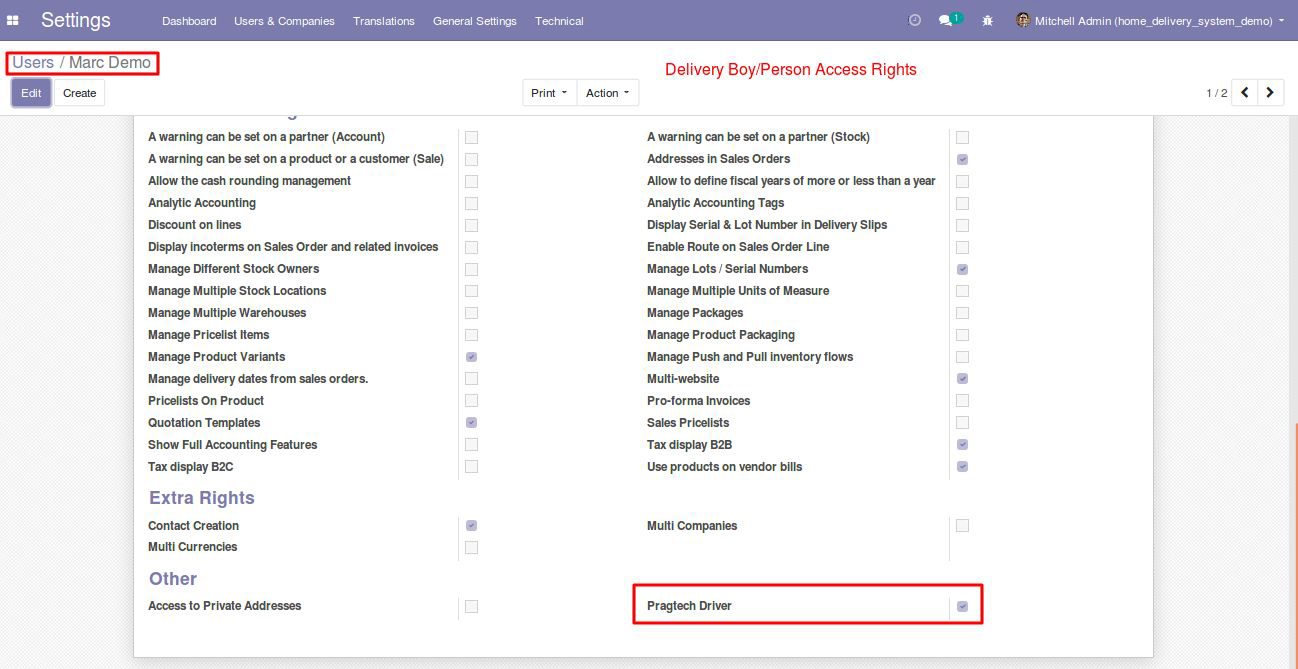 Settings Dashboard Users & Companies Translations General Settings Technical 1 Mitchell Admin (home_delivery_system_demo)
Users / Marc Demo
Delivery Boy/Person Access Rights
Edit Create Print Action 1 / 2
A warning can be set on a partner (Account) A warning can be set on a partner (Stock)
A warning can be set on a product or a customer (Sale) Addresses in Sales Orders
Allow the cash rounding management Allow to define fiscal years of more or less than a year
Analytic Accounting Analytic Accounting Tags
Discount on lines Display Serial & Lot Number in Delivery Slips
Display incoterms on Sales Order and related invoices Enable Route on Sales Order Line
Manage Different Stock Owners Manage Lots / Serial Numbers
Manage Multiple Stock Locations Manage Multiple Units of Measure
Manage Multiple Warehouses Manage Packages
Manage Pricelist Items Manage Product Packaging
Manage Product Variants Manage Push and Pull inventory flows
Manage delivery dates from sales orders. Multi-website
Pricelists On Product Pro-forma Invoices
Quotation Templates Sales Pricelists
Show Full Accounting Features Tax display B2B
Tax display B2C Use products on vendor bills
Extra Rights
Contact Creation Multi Companies
Multi Currencies
Other
Access to Private Addresses Pragtech Driver